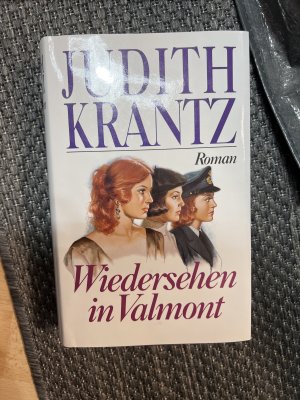 JUDITH
KRANTZ
Roman
Wiedersehen
in Valmont